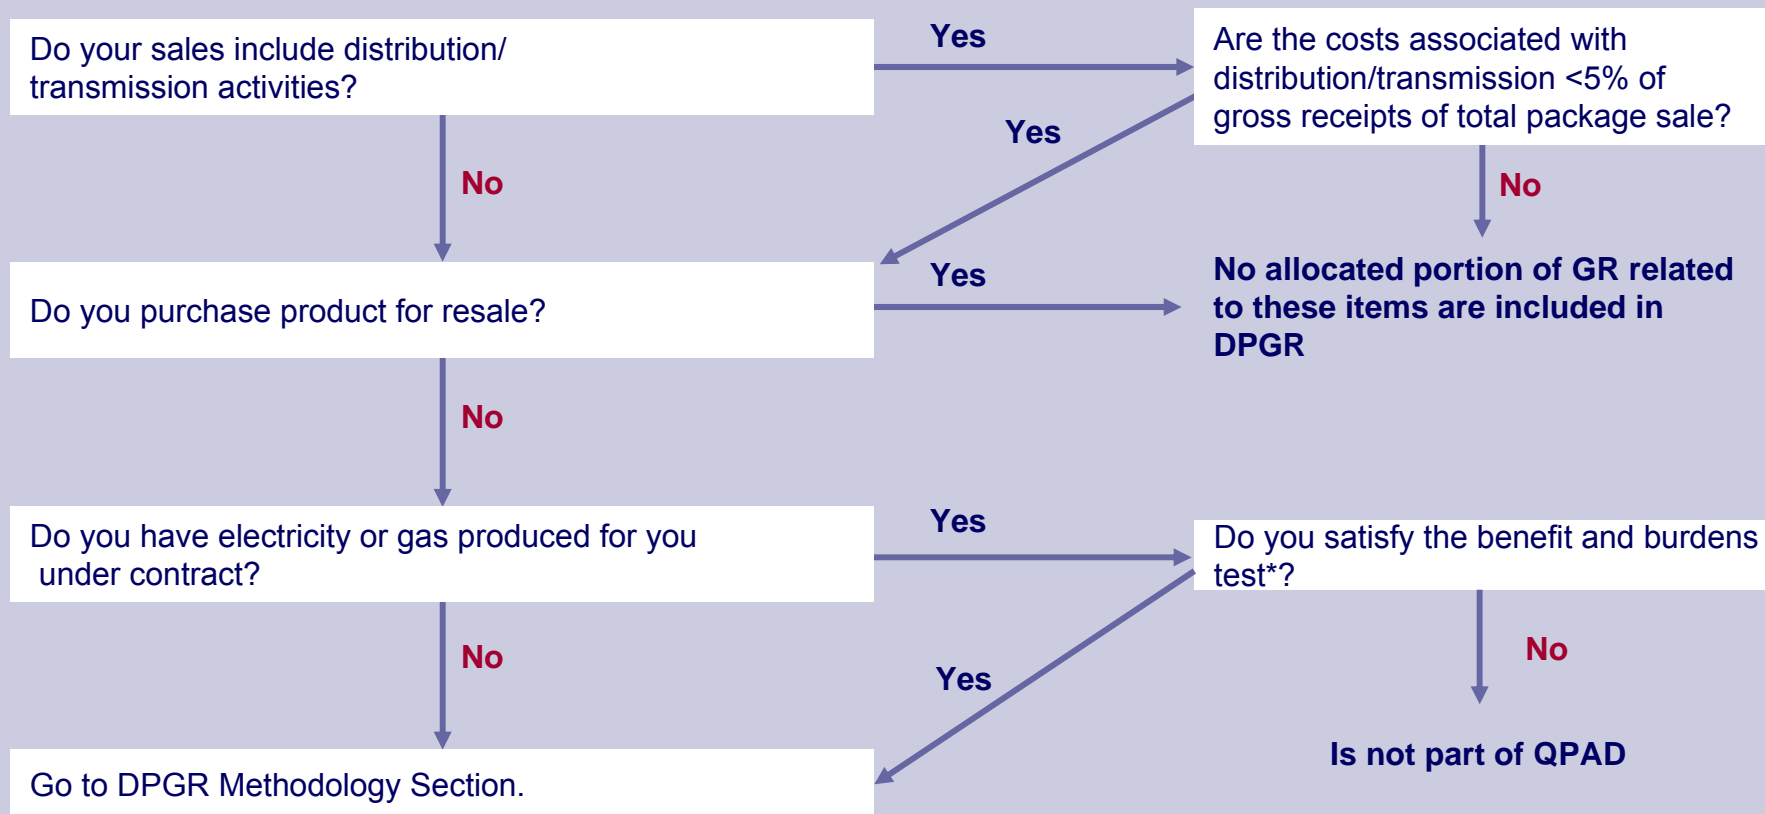 Do your sales include distribution/
transmission activities?
Yes
Are the costs associated with
distribution/transmission <5% of
gross receipts of total package sale?
Yes
No
No
Do you purchase product for resale?
Yes
No allocated portion of GR related
to these items are included in
DPGR
No
Do you have electricity or gas produced for you
under contract?
Yes
Do you satisfy the benefit and burdens
test*?
No
Yes
No
Is not part of QPAD
Go to DPGR Methodology Section.